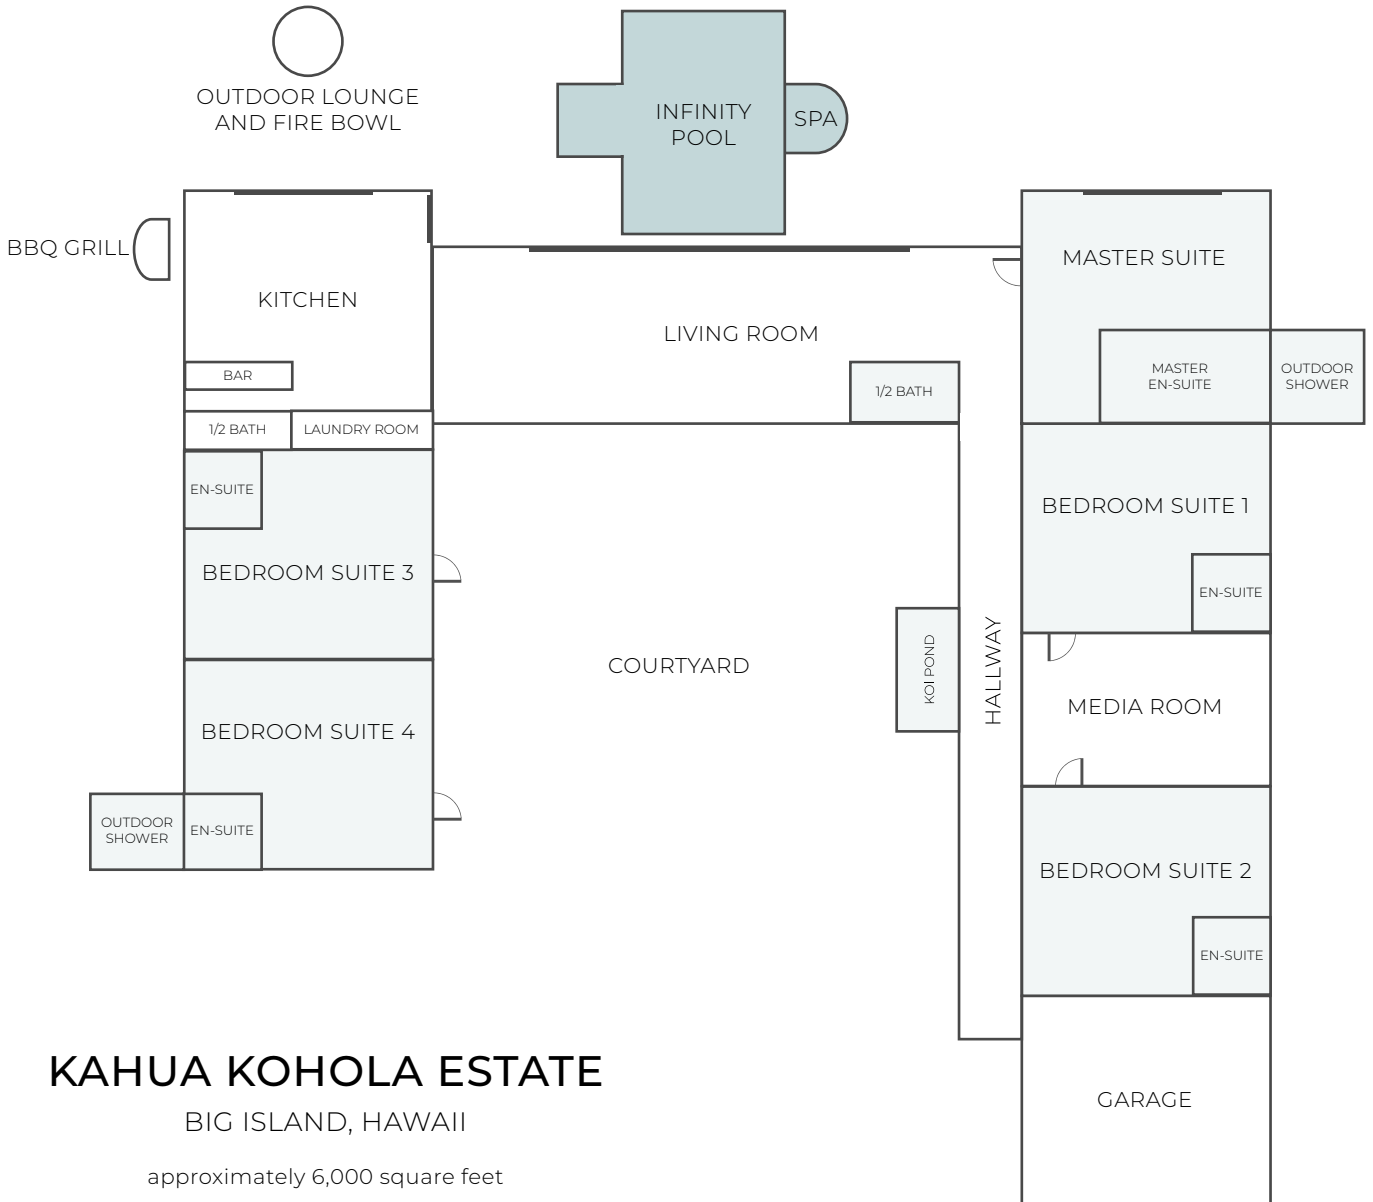 OUTDOOR LOUNGE
AND FIRE BOWL
INFINITY
POOL
SPA
BBQ GRILL
KITCHEN
MASTER SUITE
LIVING ROOM
BAR
1/2 BATH
MASTER
EN-SUITE
OUTDOOR
SHOWER
1/2 BATH
LAUNDRY ROOM
EN-SUITE
BEDROOM SUITE 1
BEDROOM SUITE 3
EN-SUITE
COURTYARD
KOI POND
HALLWAY
MEDIA ROOM
BEDROOM SUITE 4
OUTDOOR
SHOWER
EN-SUITE
BEDROOM SUITE 2
EN-SUITE
KAHUA KOHOLA ESTATE
BIG ISLAND, HAWAII
approximately 6,000 square feet
GARAGE